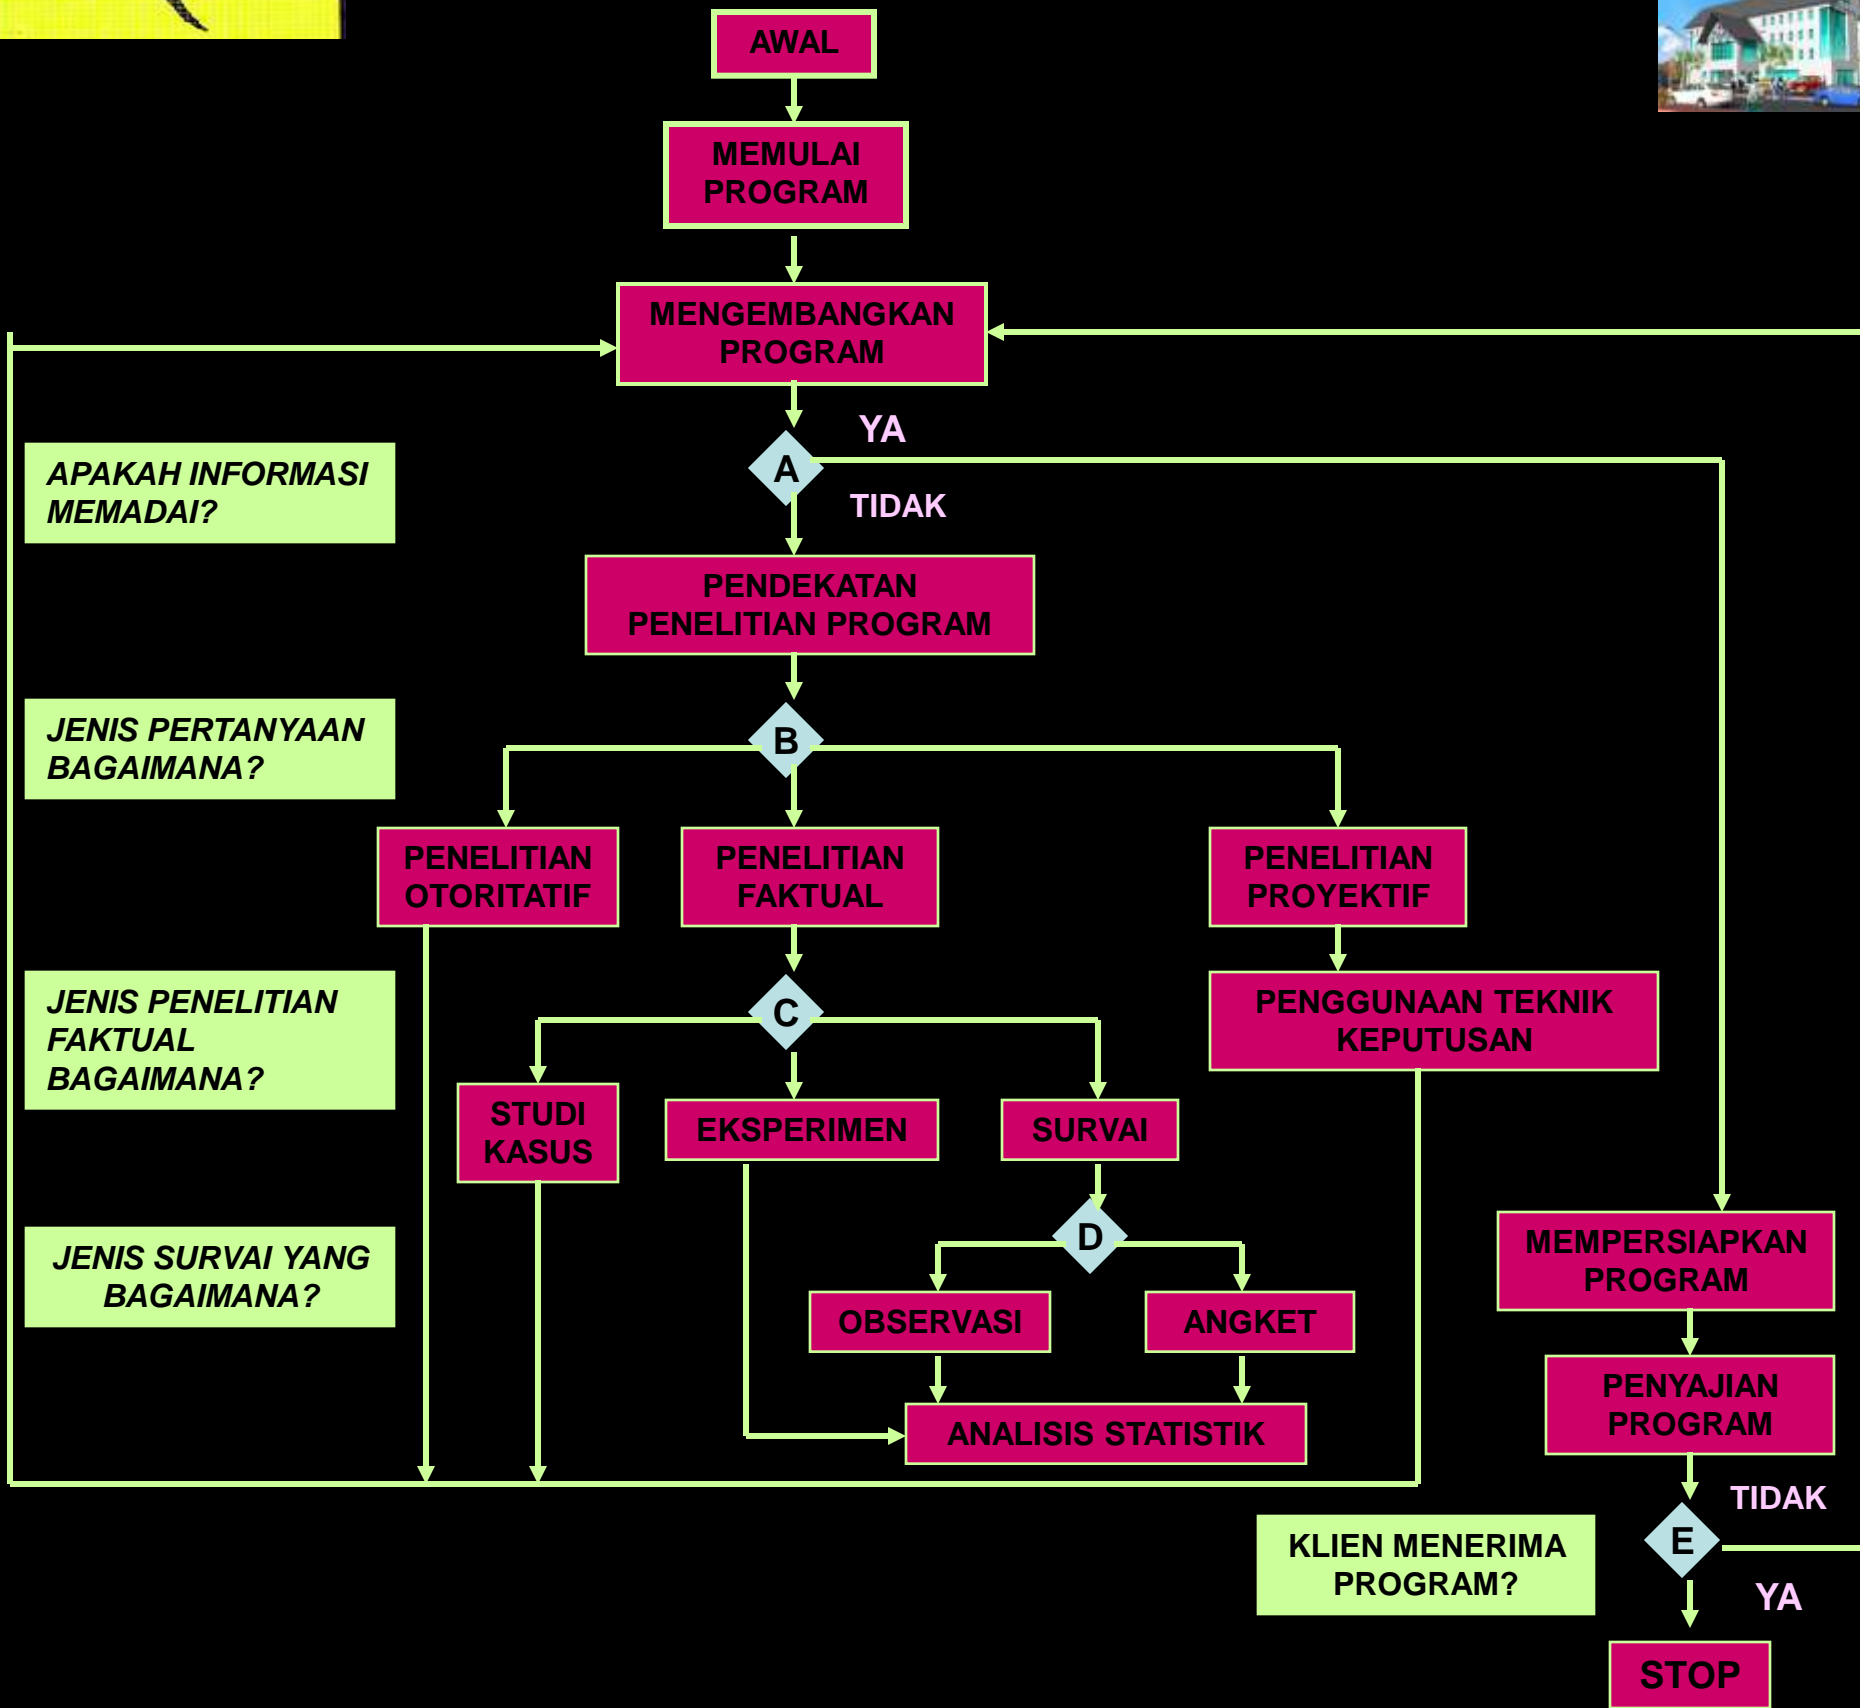 AWAL
MEMULAI
PROGRAM
MENGEMBANGKAN
PROGRAM
YA
APAKAH INFORMASI
MEMADAI?
A
TIDAK
PENDEKATAN
PENELITIAN PROGRAM
JENIS PERTANYAAN
BAGAIMANA?
B
PENELITIAN
OTORITATIF
PENELITIAN
FAKTUAL
PENELITIAN
PROYEKTIF
JENIS PENELITIAN
FAKTUAL
BAGAIMANA?
C
PENGGUNAAN TEKNIK
KEPUTUSAN
STUDI
KASUS
EKSPERIMEN
SURVAI
JENIS SURVAI YANG
BAGAIMANA?
D
MEMPERSIAPKAN
PROGRAM
OBSERVASI
ANGKET
PENYAJIAN
PROGRAM
ANALISIS STATISTIK
TIDAK
KLIEN MENERIMA
PROGRAM?
E
YA
STOP